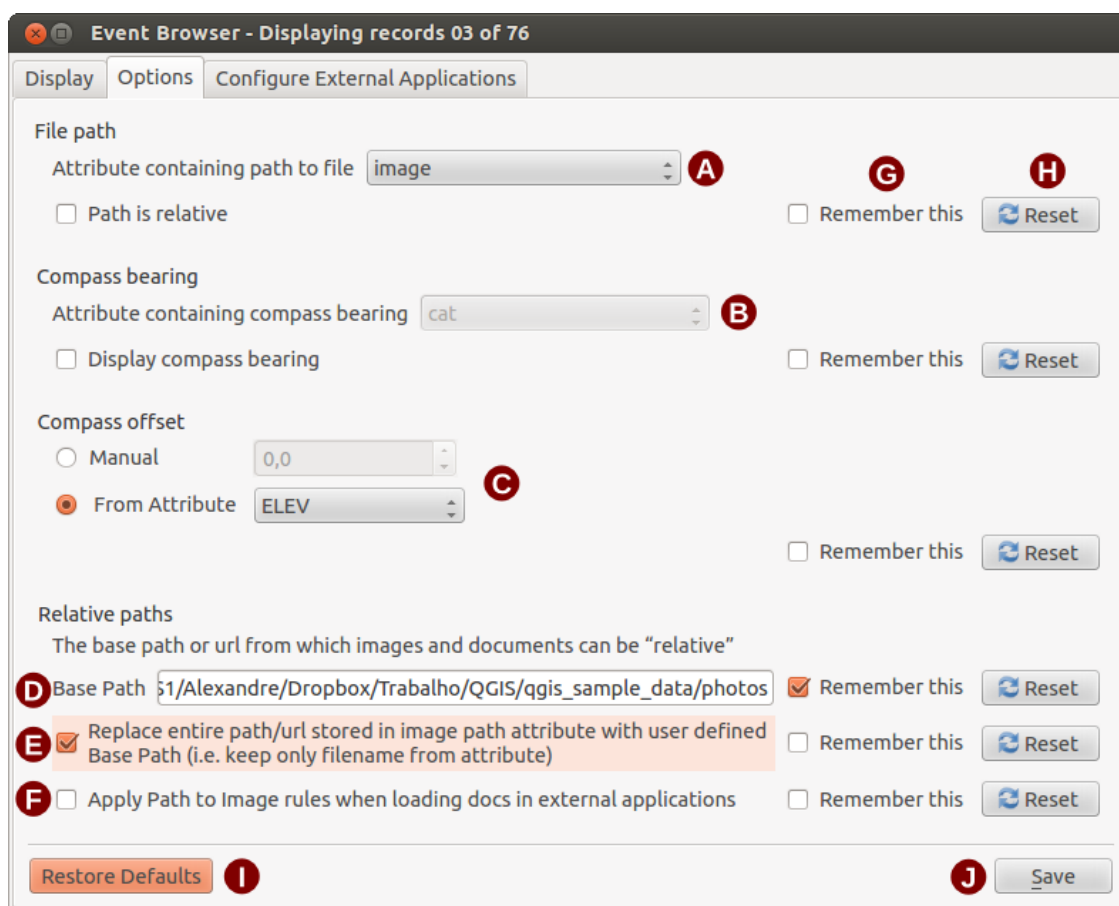 Event Browser - Displaying records 03 of 76
Display Options Configure External Applications
File path
Attribute containing path to file image A G H
Path is relative Remember this Reset
Compass bearing
Attribute containing compass bearing cat B
Display compass bearing Remember this Reset
Compass offset
Manual 0,0
C
From Attribute ELEV
Remember this Reset
Relative paths
The base path or url from which images and documents can be “relative”
D Base Path 51/Alexandre/Dropbox/Trabalho/QGIS/qgis_sample_data/photos Remember this Reset
E Replace entire path/url stored in image path attribute with user defined
Base Path (i.e. keep only filename from attribute) Remember this Reset
F Apply Path to Image rules when loading docs in external applications Remember this Reset
Restore Defaults I J Save